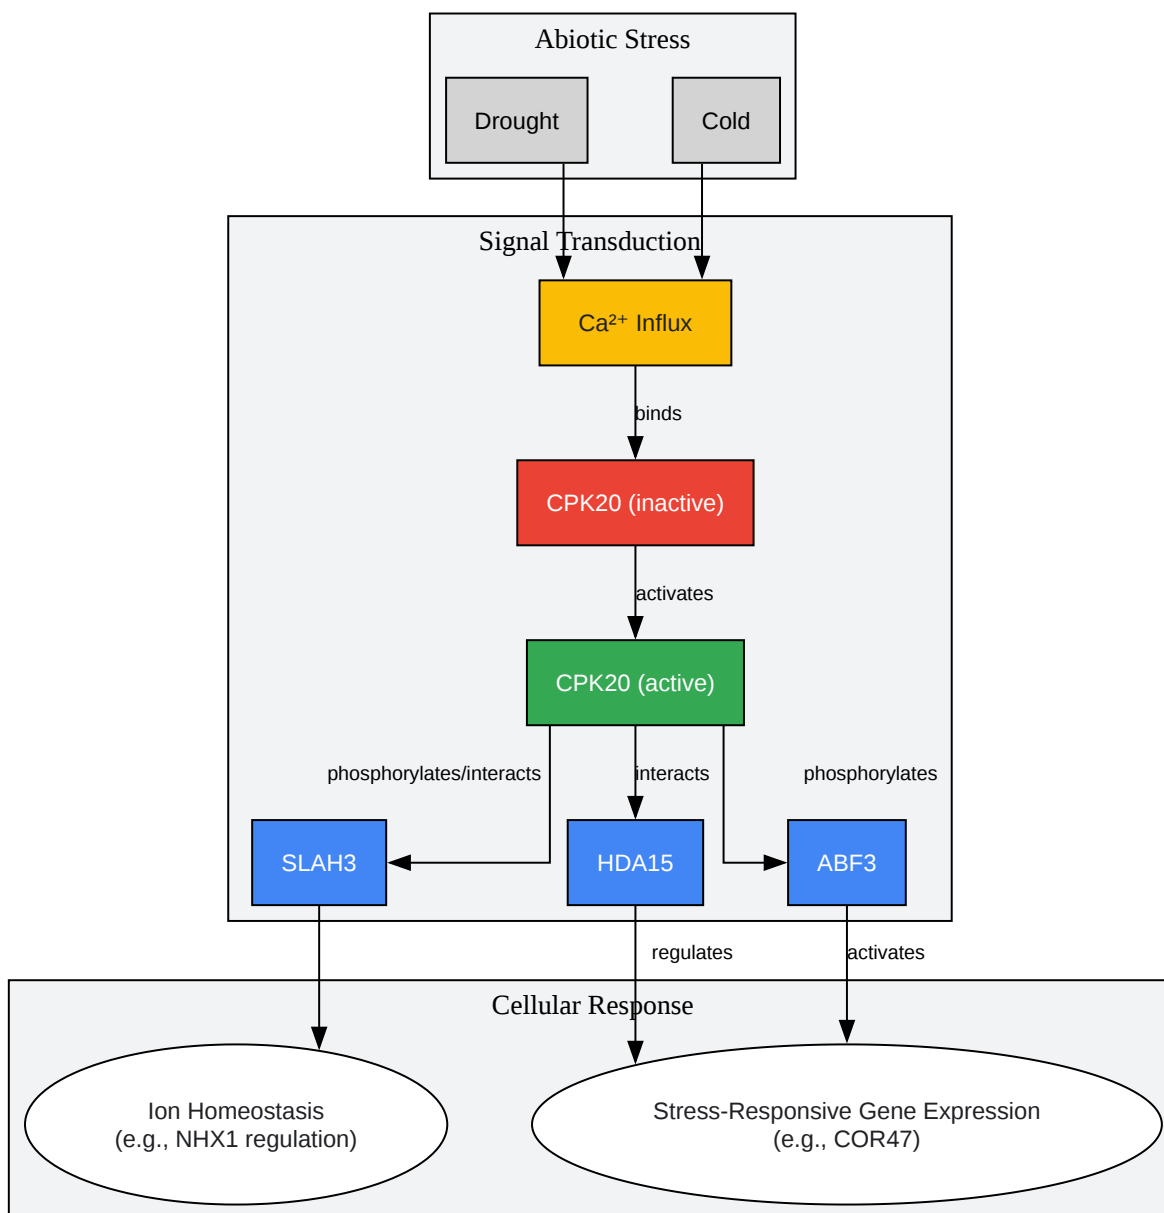 Abiotic Stress
Drought
Cold
Signal Transduction
Ca²⁺ Influx
binds
CPK20 (inactive)
activates
CPK20 (active)
phosphorylates/interacts
interacts
phosphorylates
SLAH3
HDA15
ABF3
regulates
activates
Cellular Response
Ion Homeostasis
(e.g., NHX1 regulation)
Stress-Responsive Gene Expression
(e.g., COR47)